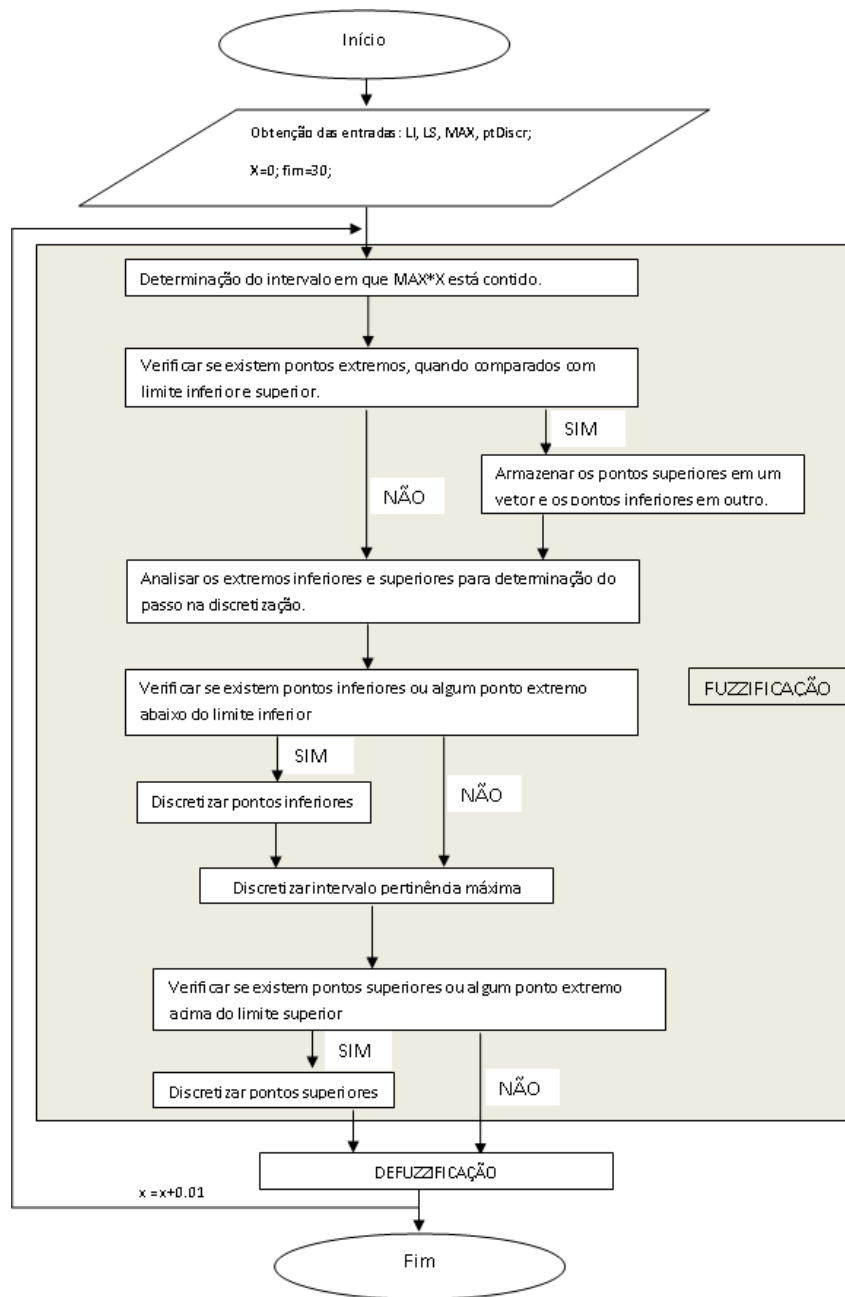 Início
Obtenção das entradas: LI, LS, MAX, ptDiscr;
X=0; fim=30;
Determinação do intervalo em que MAX*X está contido.
Verificar se existem pontos extremos, quando comparados com
limite inferior e superior.
SIM
Armazenar os pontos superiores em um
vetor e os pontos inferiores em outro.
NÃO
Analisar os extremos inferiores e superiores para determinação do
passo na discretização.
Verificar se existem pontos inferiores ou algum ponto extremo
abaixo do limite inferior
FUZZIFICAÇÃO
SIM
NÃO
Discretizar pontos inferiores
Discretizar intervalo pertinência máxima
Verificar se existem pontos superiores ou algum ponto extremo
acima do limite superior
SIM
NÃO
Discretizar pontos superiores
DEFUZZIFICAÇÃO
x =x+0.01
Fim